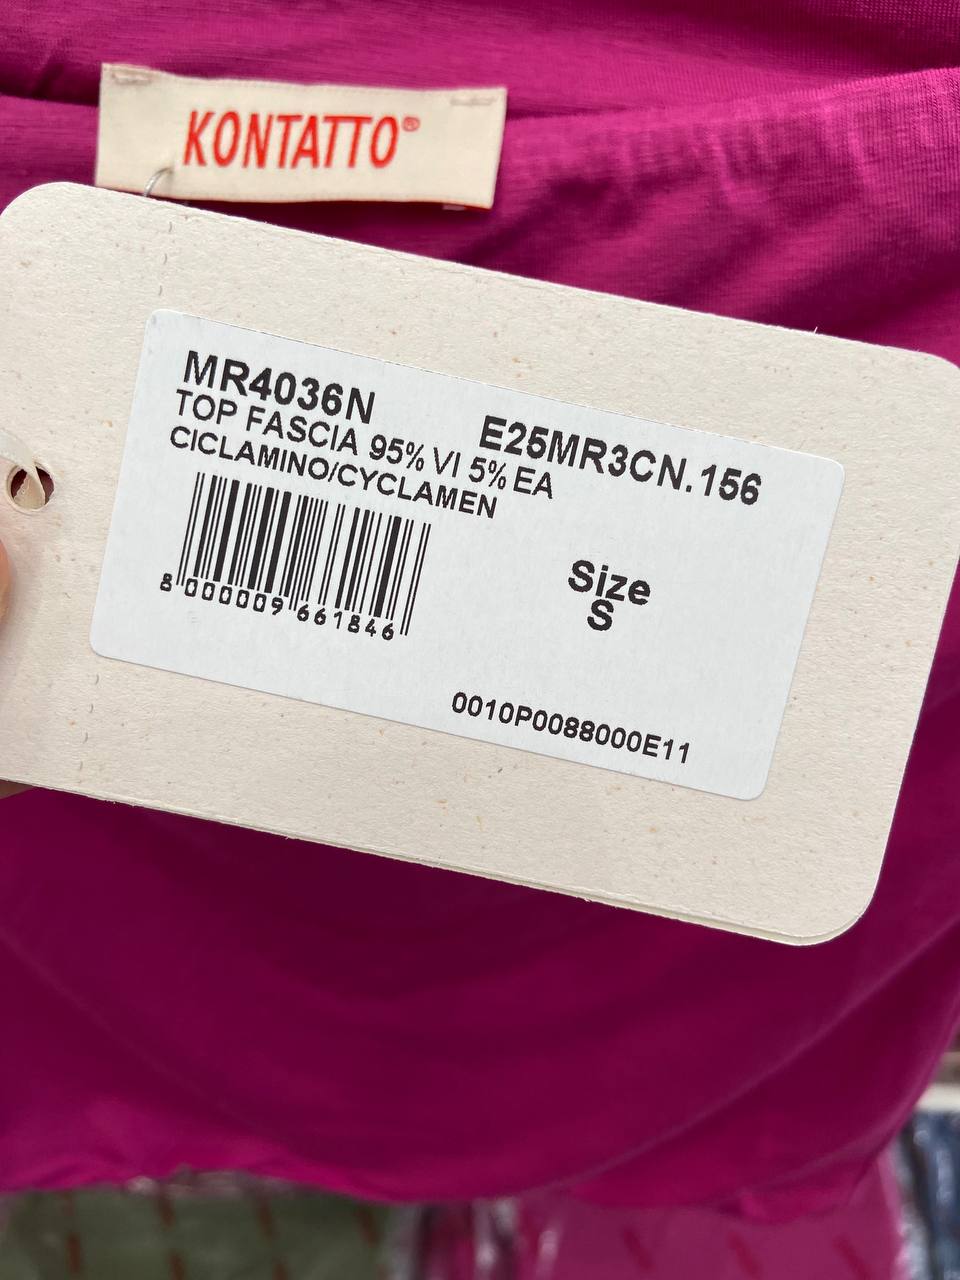 KONTATTO®
MR4036N
E25MR3CN.156
TOP FASCIA 95% VI 5% EA
CICLAMINO/CYCLAMEN
8 000009 661846
Size
S
0010P0088000E11